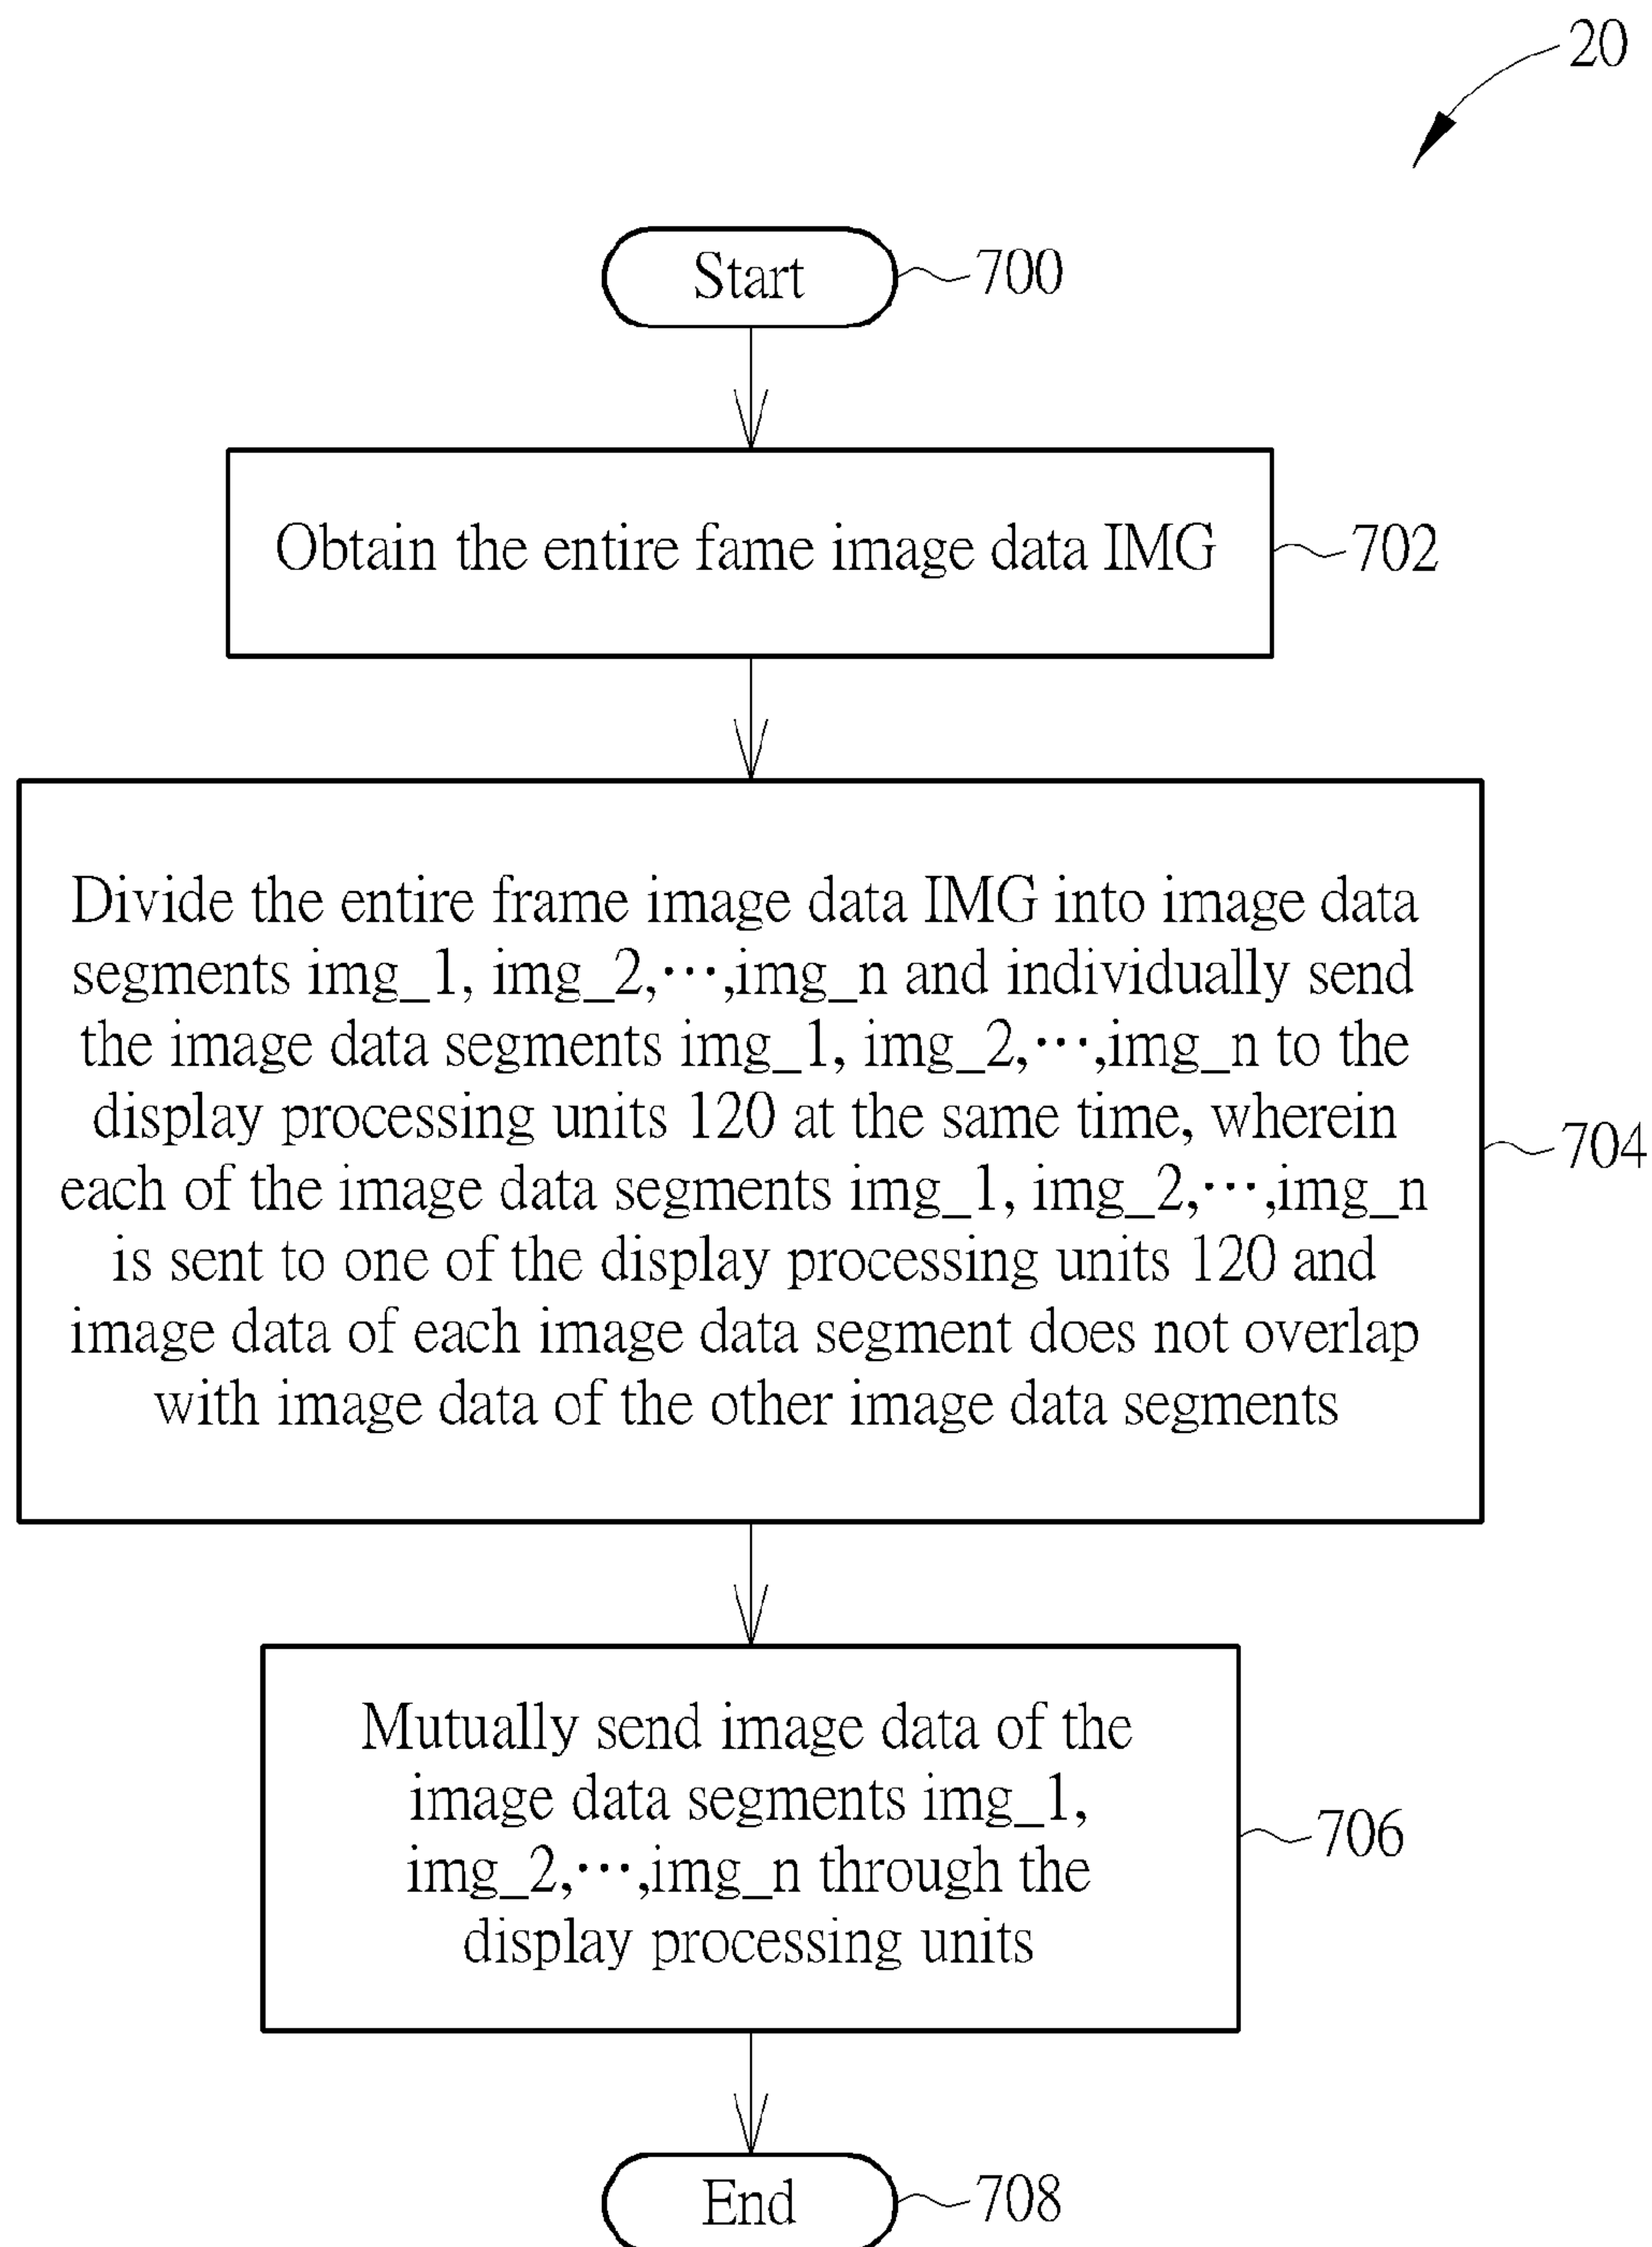 20
Start
700
Obtain the entire fame image data IMG
702
Divide the entire frame image data IMG into image data
segments img_1, img_2,⋯,img_n and individually send
the image data segments img_1, img_2,⋯,img_n to the
display processing units 120 at the same time, wherein
each of the image data segments img_1, img_2,⋯,img_n
is sent to one of the display processing units 120 and
image data of each image data segment does not overlap
with image data of the other image data segments
704
Mutually send image data of the
image data segments img_1,
img_2,⋯,img_n through the
display processing units
706
End
708